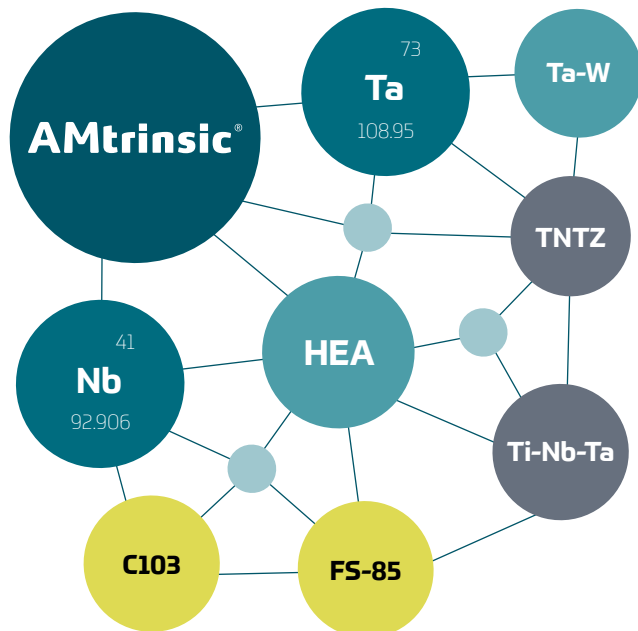 AMtrinsic®
73
Ta
108.95
Ta-W
TNTZ
HEA
41
Nb
92.906
Ti-Nb-Ta
C103
FS-85